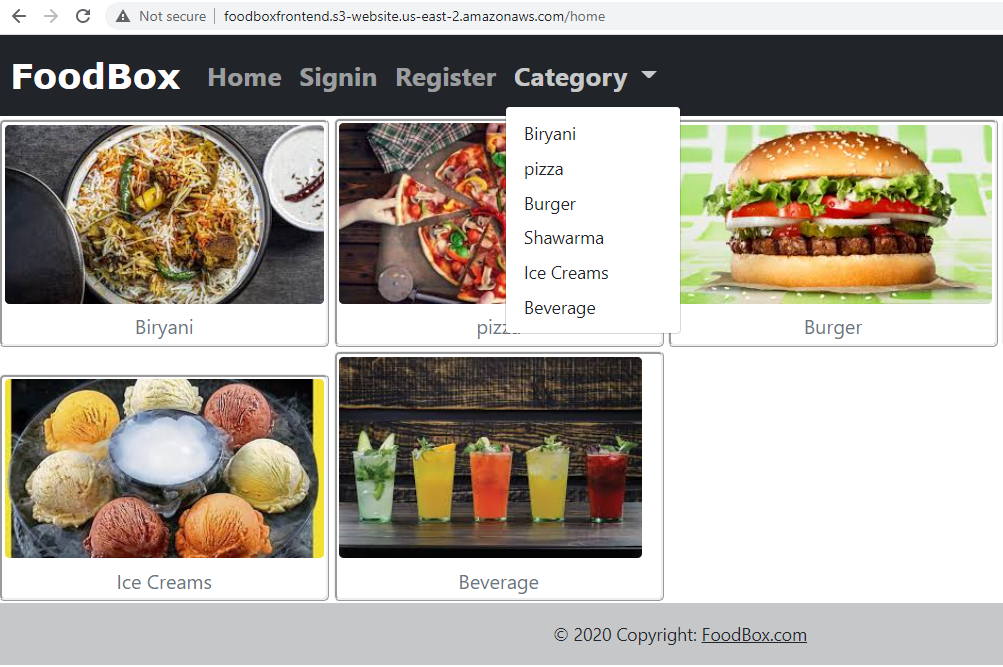 Not secure | foodboxfrontend.s3-website.us-east-2.amazonaws.com/home
FoodBox Home Signin Register Category
Biryani
pizza
Burger
Shawarma
Ice Creams
Beverage
Biryani pizza Burger
Ice Creams Beverage
© 2020 Copyright: FoodBox.com